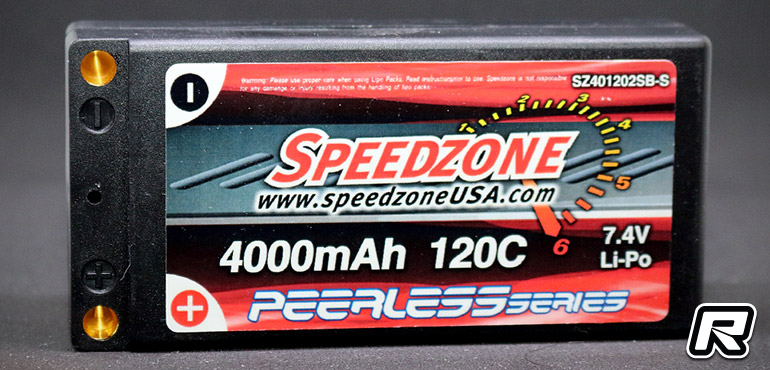 Warning: Please use proper care when using Lipo Packs. Read instructions prior to use. Speedzone is not responsible
for any damage or injury resulting from the handling of lipo packs.
SZ401202SB-S
1 2 3 4 5 6
SPEEDZONE
www.speedzoneUSA.com
4000mAh 120C
7.4V
Li-Po
PEERLESS SERIES
R